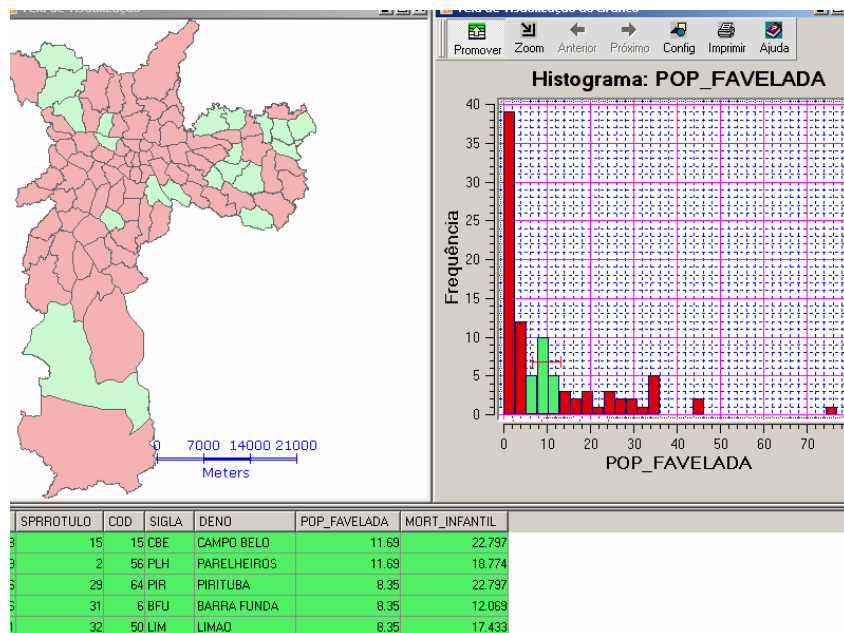 Promover Zoom Anterior Próximo Config Imprimir Ajuda
Histograma: POP_FAVELADA
40
35
30
25
20
15
10
5
0
Frequência
0 10 20 30 40 50 60 70
POP_FAVELADA
0 7000 14000 21000
Meters
SPRROTULO COD SIGLA DENO POP_FAVELADA MORT_INFANTIL
15 15 CBE CAMPO BELO 11.69 22.797
2 56 PLH PARELHEIROS 11.69 18.774
29 64 PIR PIRITUBA 8.35 22.797
31 6 BFU BARRA FUNDA 8.35 12.069
32 50 LIM LIMAO 8.35 17.433